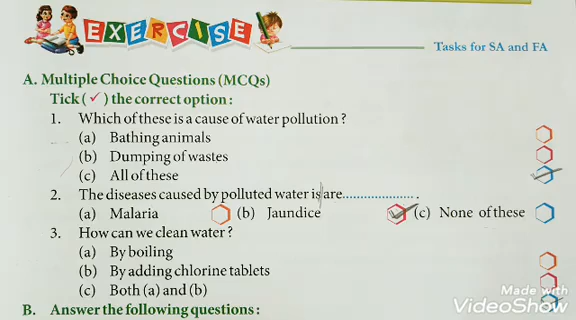 EXERCISE
Tasks for SA and FA
A. Multiple Choice Questions (MCQs)
Tick (✓) the correct option :
1. Which of these is a cause of water pollution ?
(a) Bathing animals
(b) Dumping of wastes
(c) All of these
2. The diseases caused by polluted water is are..................... .
(a) Malaria (b) Jaundice (c) None of these
3. How can we clean water ?
(a) By boiling
(b) By adding chlorine tablets
(c) Both (a) and (b)
B. Answer the following questions :
Made with
VideoShow